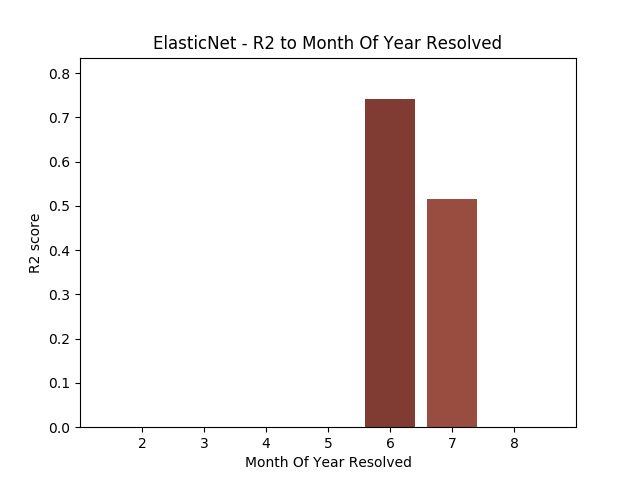 ElasticNet - R2 to Month Of Year Resolved
0.8
0.7
0.6
0.5
0.4
0.3
0.2
0.1
0.0
R2 score
2 3 4 5 6 7 8
Month Of Year Resolved